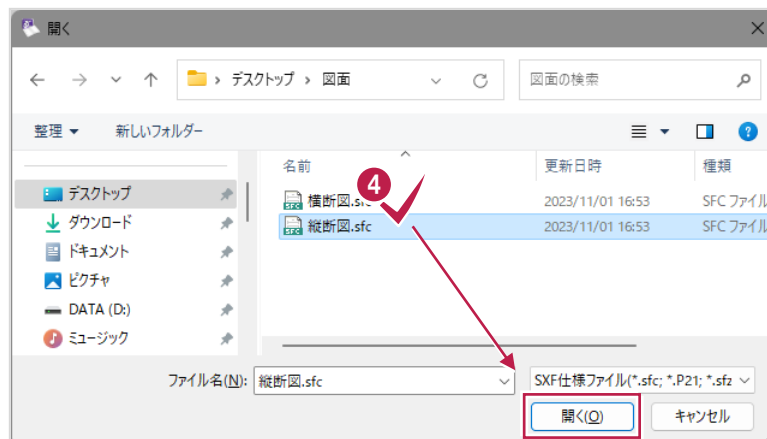 開く
デスクトップ › 図面
図面の検索
整理 新しいフォルダー
名前 更新日時 種類
4
デスクトップ
ダウンロード
ドキュメント
ピクチャ
DATA (D:)
ミュージック
SFC 横断図.sfc 2023/11/01 16:53 SFC ファイル
SFC 縦断図.sfc 2023/11/01 16:53 SFC ファイル
ファイル名(N): 縦断図.sfc SXF仕様ファイル(*.sfc; *.P21; *.sfz
開く(O) キャンセル